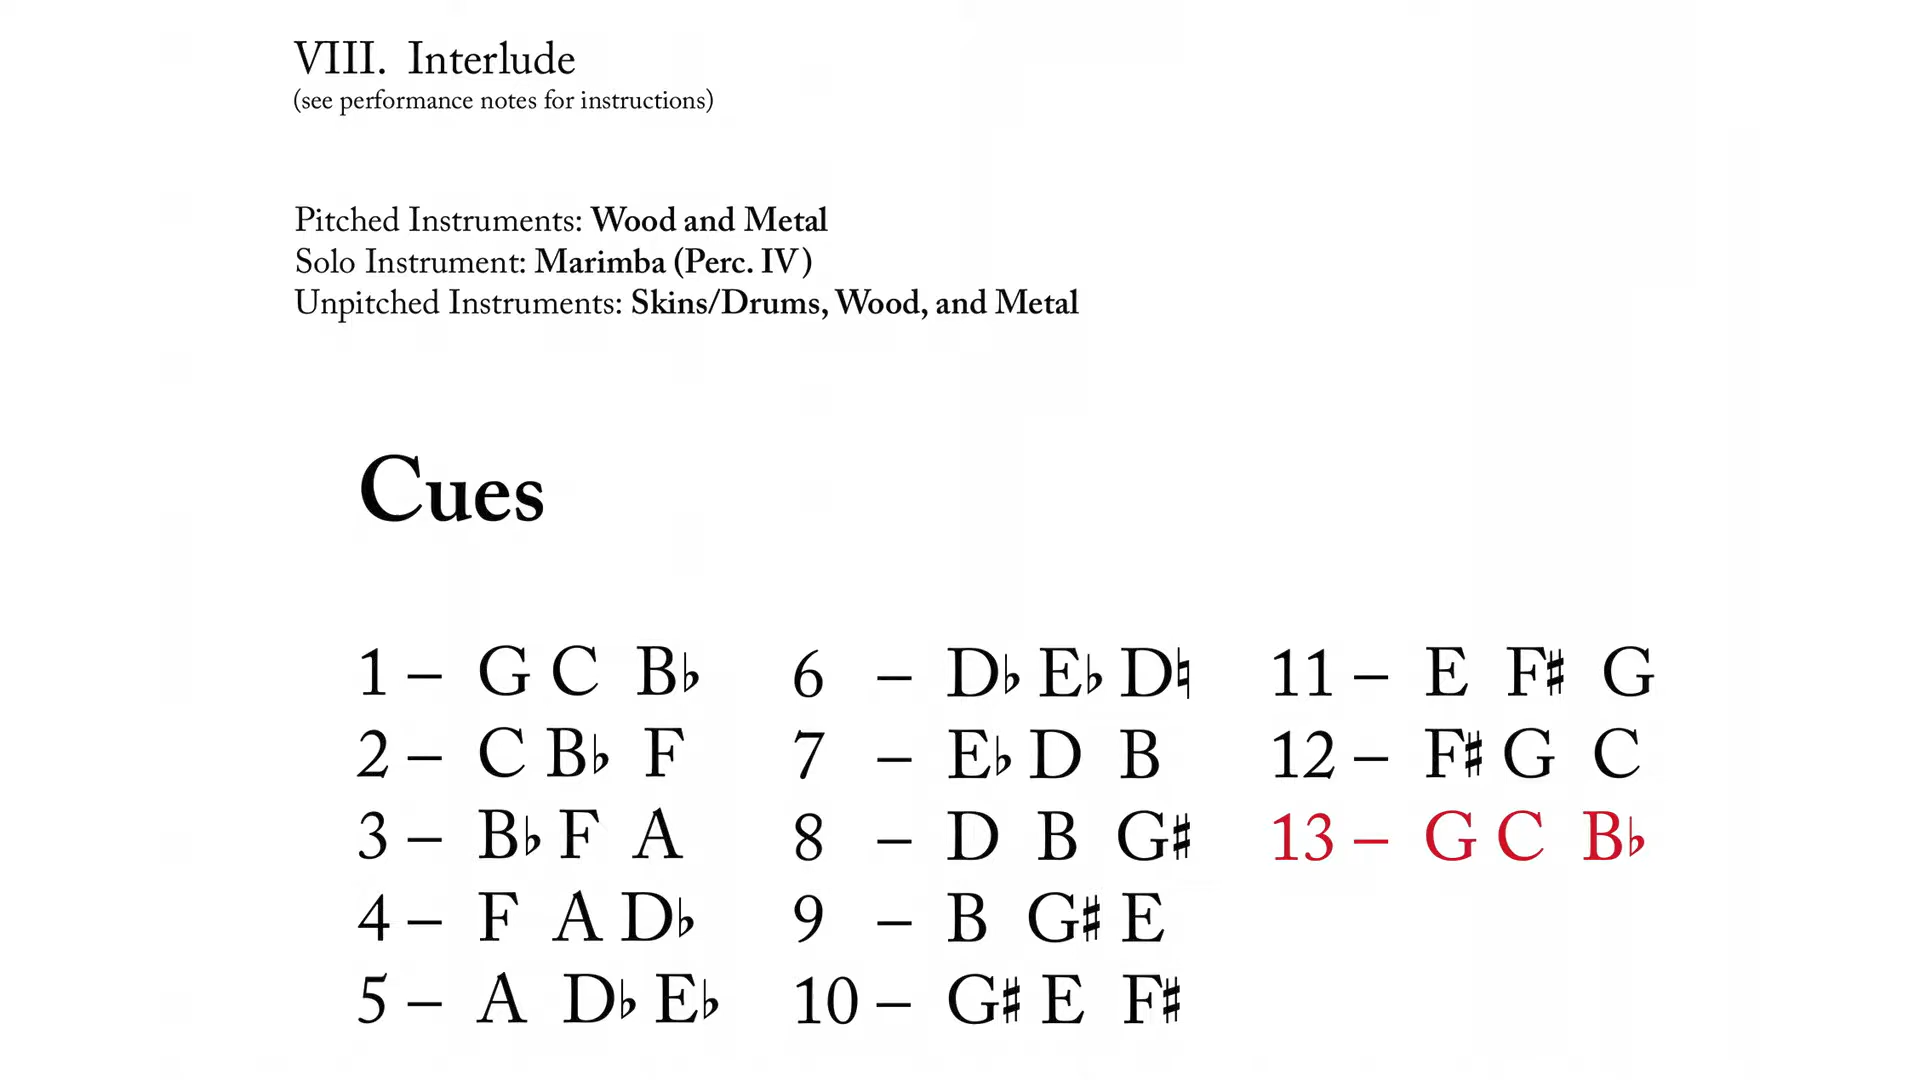 VIII. Interlude
(see performance notes for instructions)
Pitched Instruments: Wood and Metal
Solo Instrument: Marimba (Perc. IV)
Unpitched Instruments: Skins/Drums, Wood, and Metal
Cues
1 – G C B♭
2 – C B♭ F
3 – B♭ F A
4 – F A D♭
5 – A D♭ E♭
6 – D♭ E♭ D♮
7 – E♭ D B
8 – D B G♯
9 – B G♯ E
10 – G♯ E F♯
11 – E F♯ G
12 – F♯ G C
13 – G C B♭